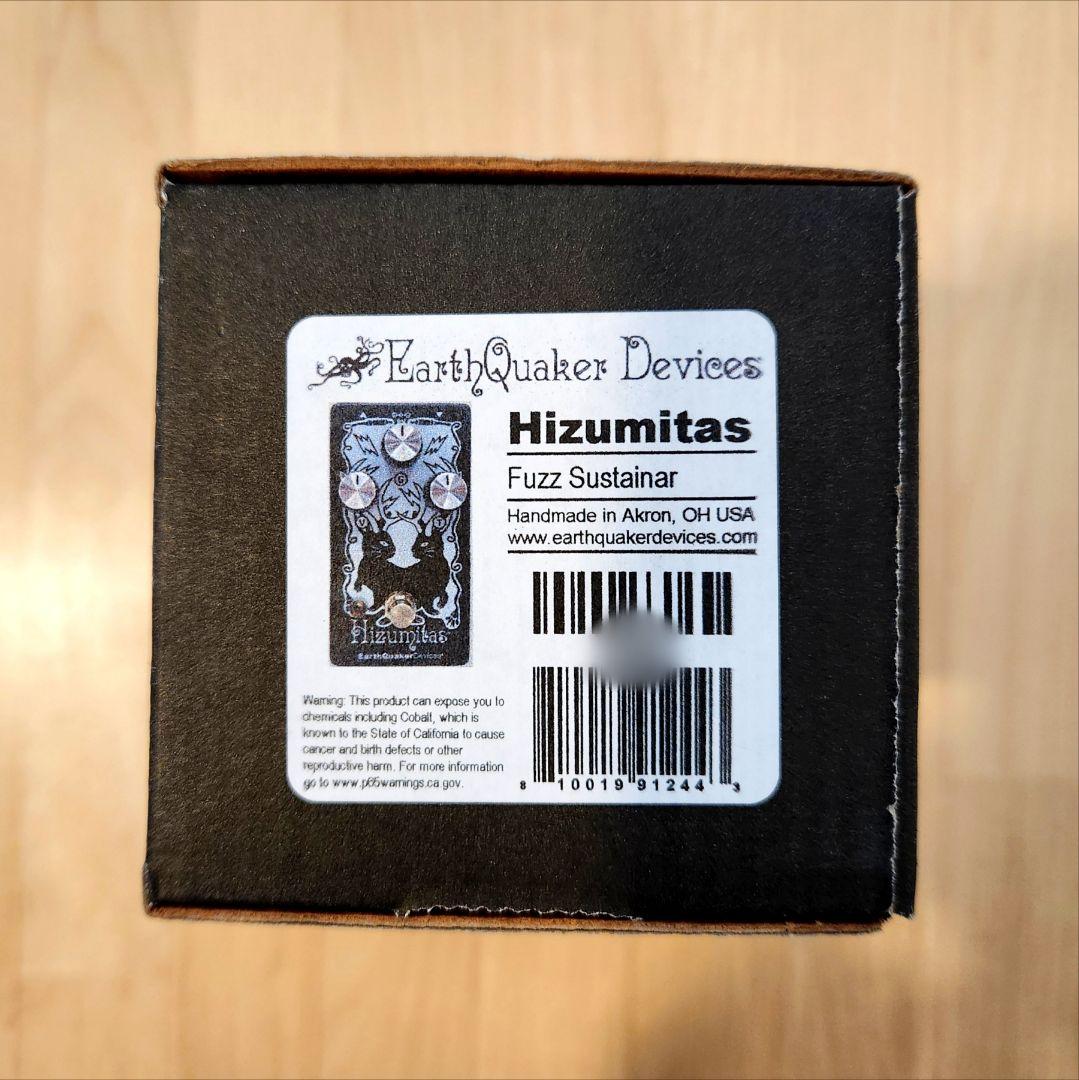 EarthQuaker Devices
Hizumitas
Fuzz Sustainar
Handmade in Akron, OH USA
www.earthquakerdevices.com
G
V
T
Hizumitas
EarthQuaker Devices
Warning: This product can expose you to
chemicals including Cobalt, which is
known to the State of California to cause
cancer and birth defects or other
reproductive harm. For more information
go to www.p65warnings.ca.gov.
8 10019 91244 3